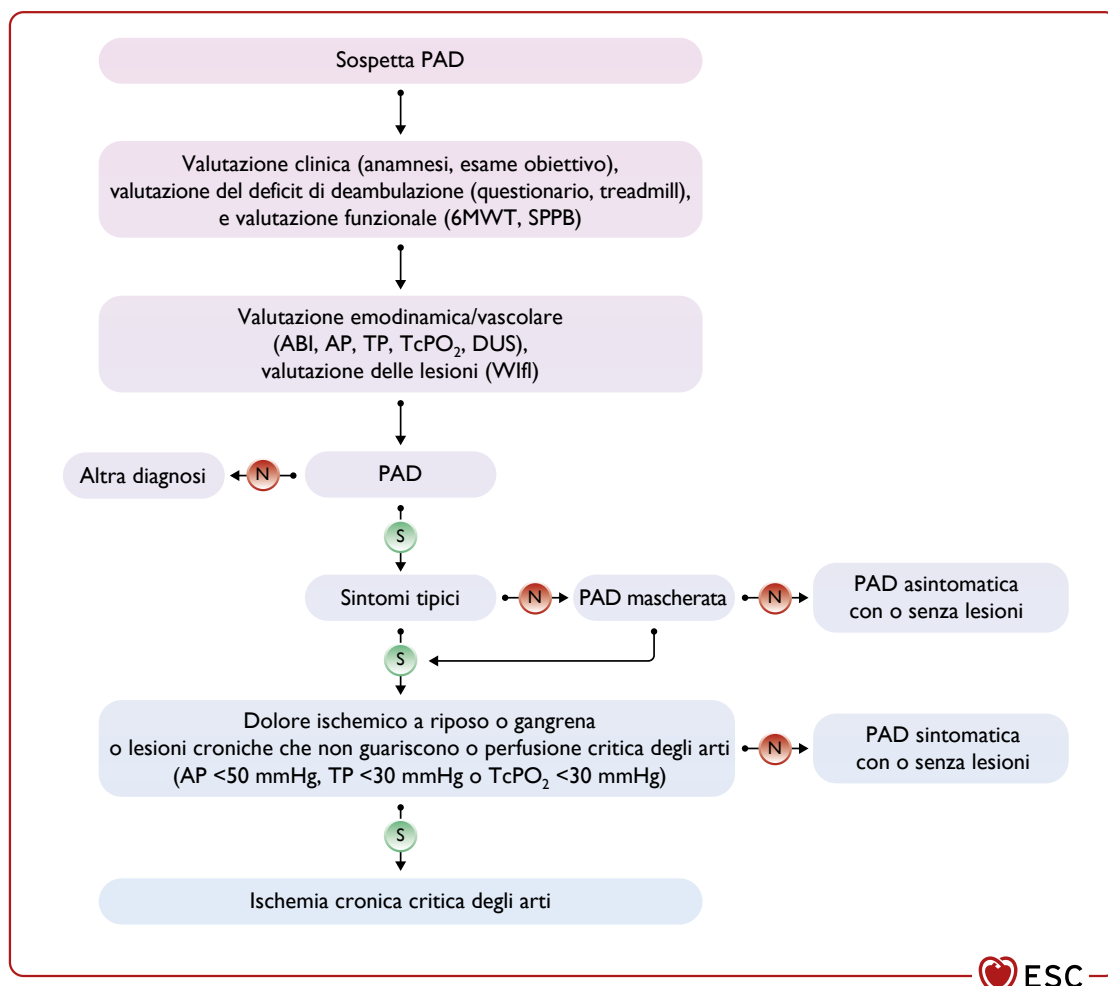 Sospetta PAD
Valutazione clinica (anamnesi, esame obiettivo),
valutazione del deficit di deambulazione (questionario, treadmill),
e valutazione funzionale (6MWT, SPPB)
Valutazione emodinamica/vascolare
(ABI, AP, TP, TcPO₂, DUS),
valutazione delle lesioni (WIfI)
Altra diagnosi
N
PAD
S
Sintomi tipici
N
PAD mascherata
N
PAD asintomatica
con o senza lesioni
S
Dolore ischemico a riposo o gangrena
o lesioni croniche che non guariscono o perfusione critica degli arti
(AP <50 mmHg, TP <30 mmHg o TcPO₂ <30 mmHg)
N
PAD sintomatica
con o senza lesioni
S
Ischemia cronica critica degli arti
ESC